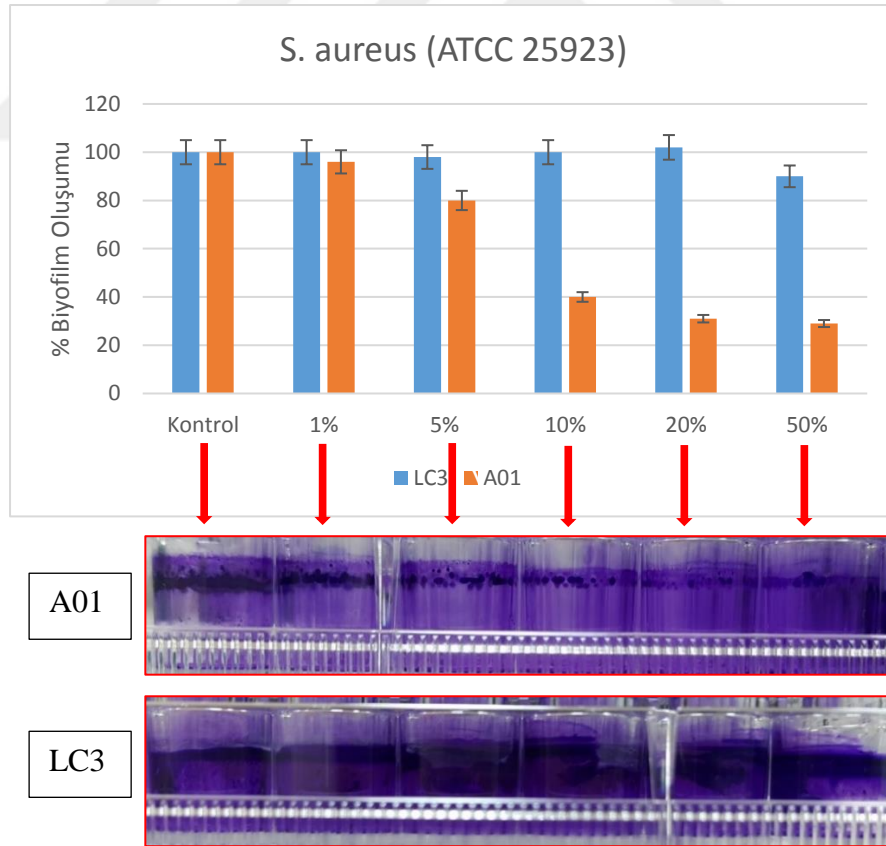 S. aureus (ATCC 25923)
% Biyofilm Oluşumu
120
100
80
60
40
20
0
Kontrol 1% 5% 10% 20% 50%
LC3 A01
A01
LC3